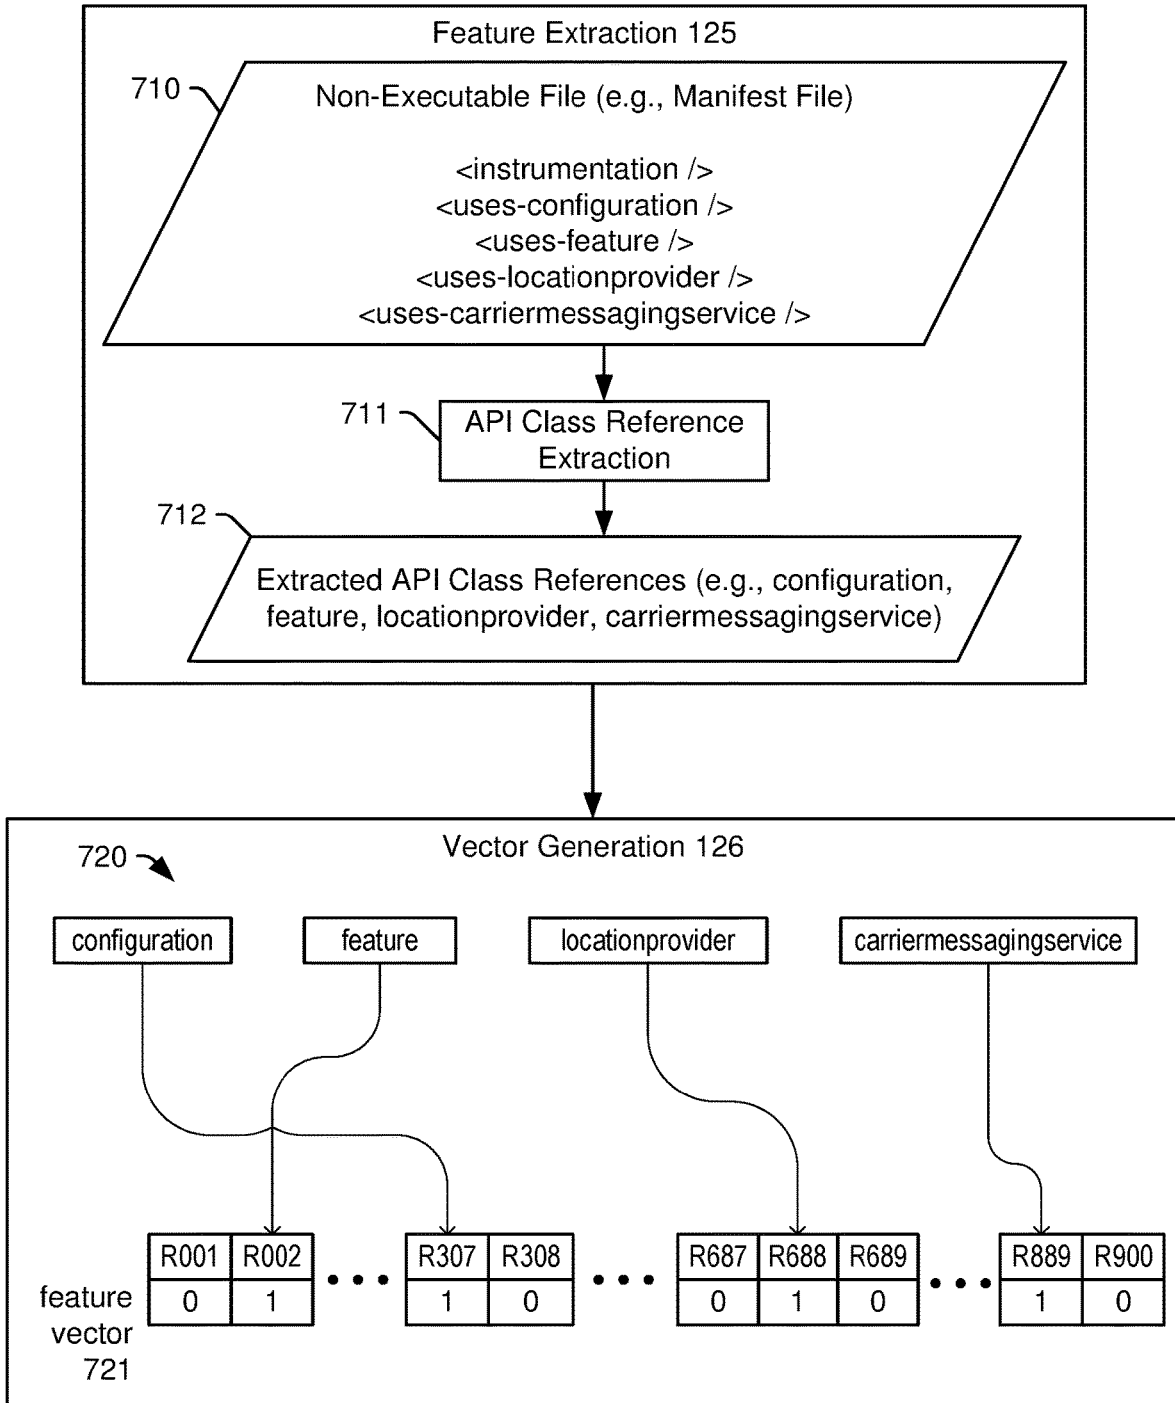 Feature Extraction 125
710
Non-Executable File (e.g., Manifest File)
<instrumentation />
<uses-configuration />
<uses-feature />
<uses-locationprovider />
<uses-carriermessagingservice />
711
API Class Reference
Extraction
712
Extracted API Class References (e.g., configuration,
feature, locationprovider, carriermessagingservice)
Vector Generation 126
720
configuration feature locationprovider carriermessagingservice
R001 R002 R307 R308 R687 R688 R689 R889 R900
0 1 1 0 0 1 0 1 0
feature
vector
721